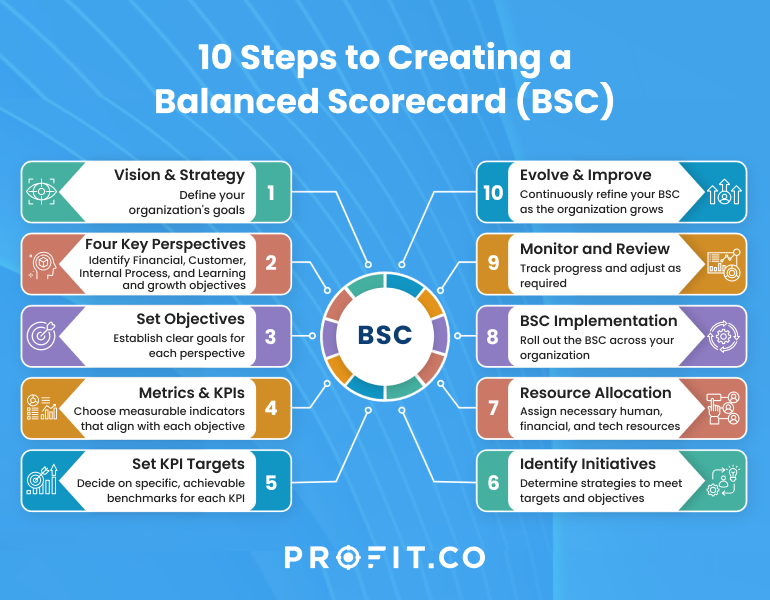 10 Steps to Creating a
Balanced Scorecard (BSC)
Vision & Strategy
Define your
organization's goals
1
Four Key Perspectives
Identify Financial, Customer,
Internal Process, and Learning
and growth objectives
2
Set Objectives
Establish clear goals for
each perspective
3
Metrics & KPIs
Choose measurable indicators
that align with each objective
4
Set KPI Targets
Decide on specific, achievable
benchmarks for each KPI
5
BSC
10
Evolve & Improve
Continuously refine your BSC
as the organization grows
9
Monitor and Review
Track progress and adjust as
required
8
BSC Implementation
Roll out the BSC across your
organization
7
Resource Allocation
Assign necessary human,
financial, and tech resources
6
Identify Initiatives
Determine strategies to meet
targets and objectives
PROFIT.CO